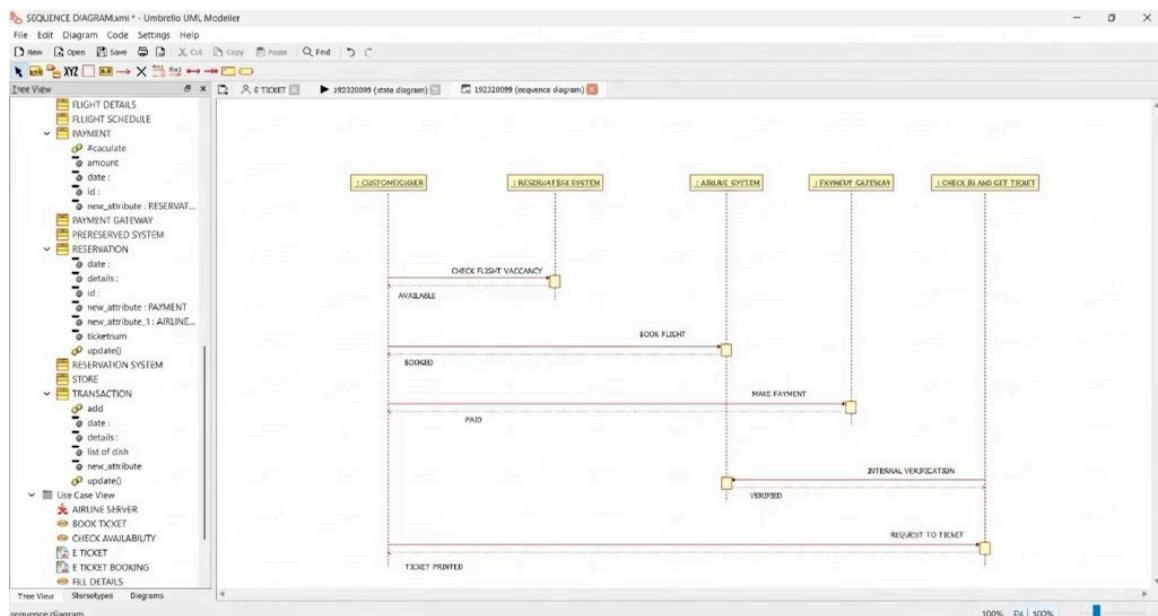 SEQUENCE DIAGRAM.xmi * - Umbrello UML Modeller
File Edit Diagram Code Settings Help
New Open Save Cut Copy Paste Find
XYZ
Tree View
E TICKET
192320099 (state diagram)
192320099 (sequence diagram)
FLIGHT DETAILS
FLLIGHT SCHEDULE
PAYMENT
#caculate
amount
date :
id :
new_attribute : RESERVAT...
PAYMENT GATEWAY
PRERESERVED SYSTEM
RESERVATION
date :
details :
id :
new_attribute : PAYMENT
new_attribute_1 : AIRLINE...
ticketnum
update()
RESERVATION SYSTEM
STORE
TRANSACTION
add
date :
details :
list of dish
new_attribute
update()
Use Case View
AIRLINE SERVER
BOOK TICKET
CHECK AVAILABILITY
E TICKET
E TICKET BOOKING
FILL DETAILS
Tree View Stereotypes Diagrams
: RESERVATION SYSTEM
: AIRLINE SYSTEM
: PAYMENT GATEWAY
: CHECK IN AND GET TICKET
CHECK FLIGHT VACCANCY
AVAILABLE
BOOK FLIGHT
BOOKED
MAKE PAYMENT
PAID
INTERNAL VERIFICATION
VERIFIED
REQUEST TO TICKET
TICKET PRINTED
sequence diagram
100% 100%